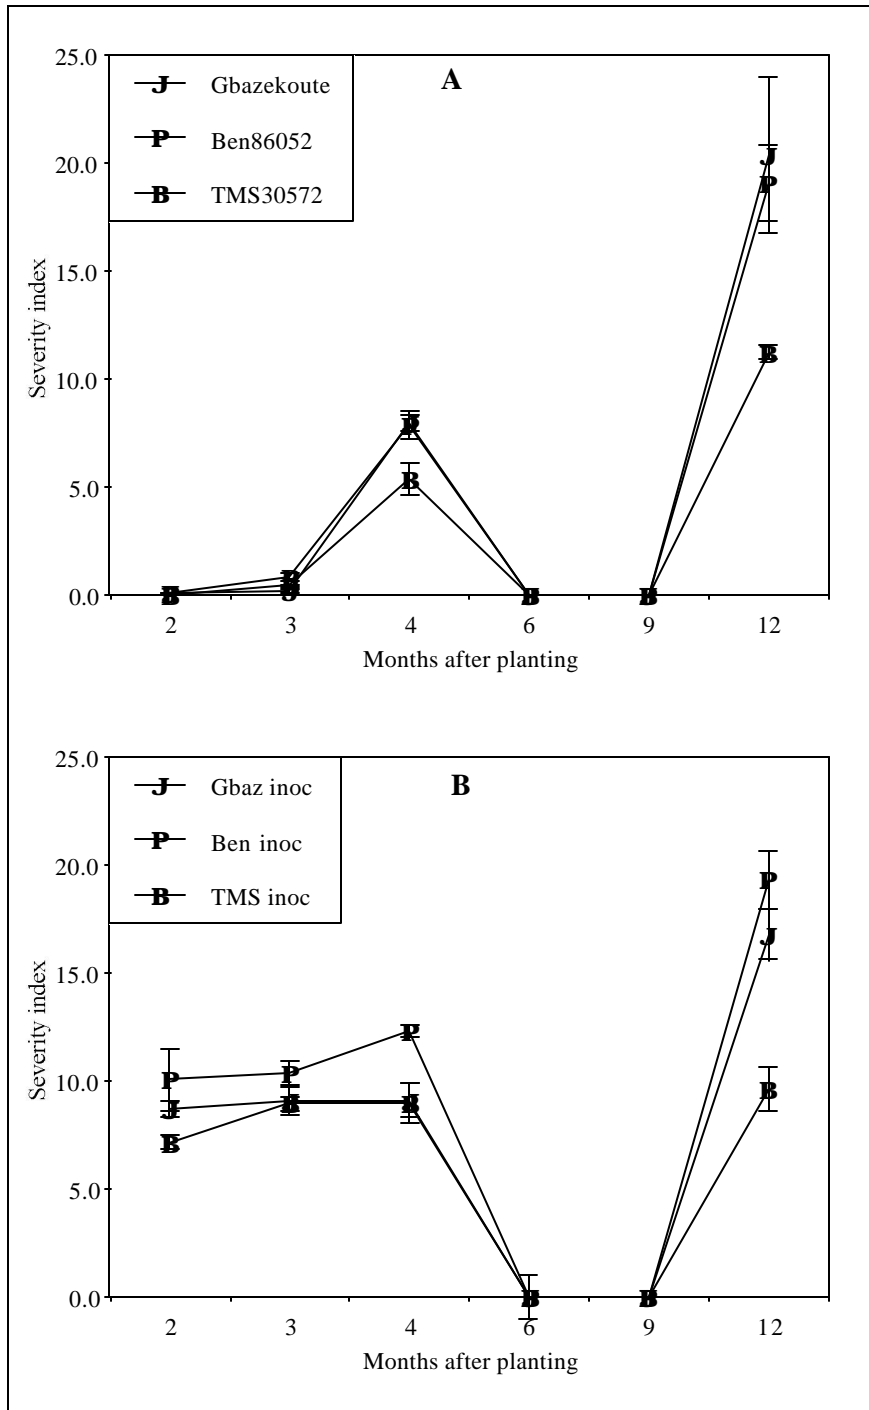 25.0
A
J Gbazekoute
P Ben86052
B TMS30572
20.0
15.0
10.0
5.0
0.0
Severity index
J
P
B
J
P
B
B
B
B
B
2 3 4 6 9 12
Months after planting
25.0
B
J Gbaz inoc
P Ben inoc
B TMS inoc
20.0
15.0
10.0
5.0
0.0
Severity index
P
J
B
P
P
P
J
B
B
B
B
B
2 3 4 6 9 12
Months after planting